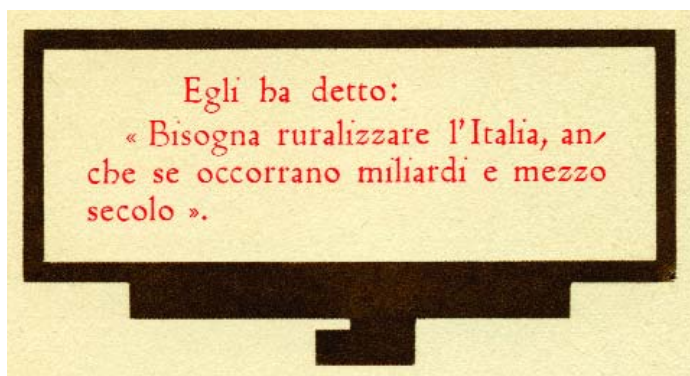 Egli ha detto:
« Bisogna ruralizzare l'Italia, an-
che se occorrano miliardi e mezzo
secolo ».